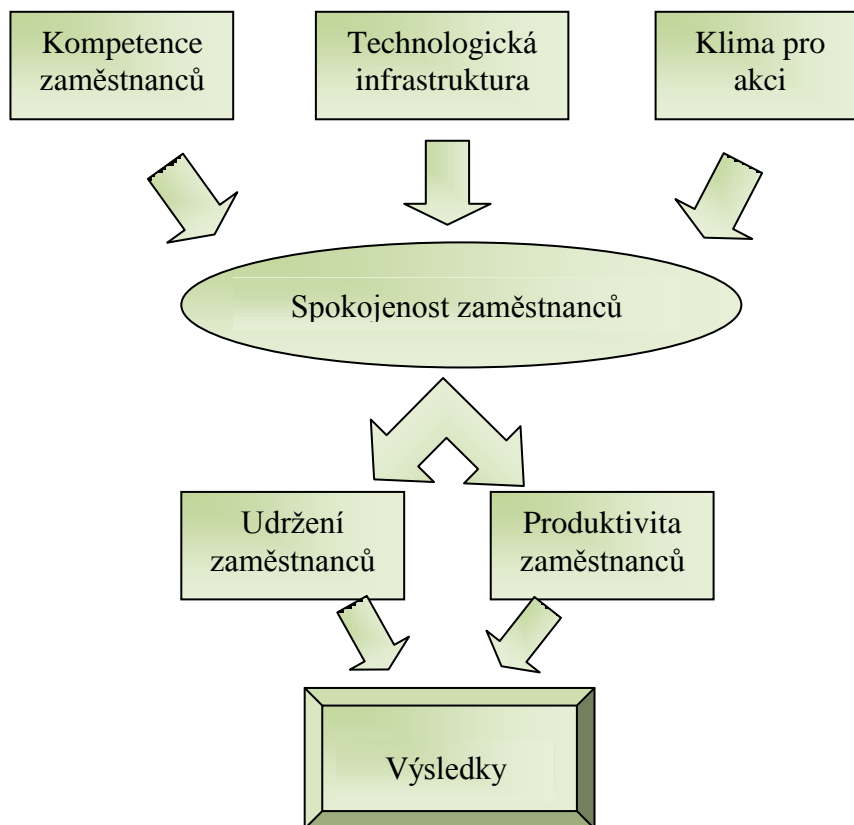 Kompetence
zaměstnanců
Technologická
infrastruktura
Klima pro
akci
Spokojenost zaměstnanců
Udržení
zaměstnanců
Produktivita
zaměstnanců
Výsledky